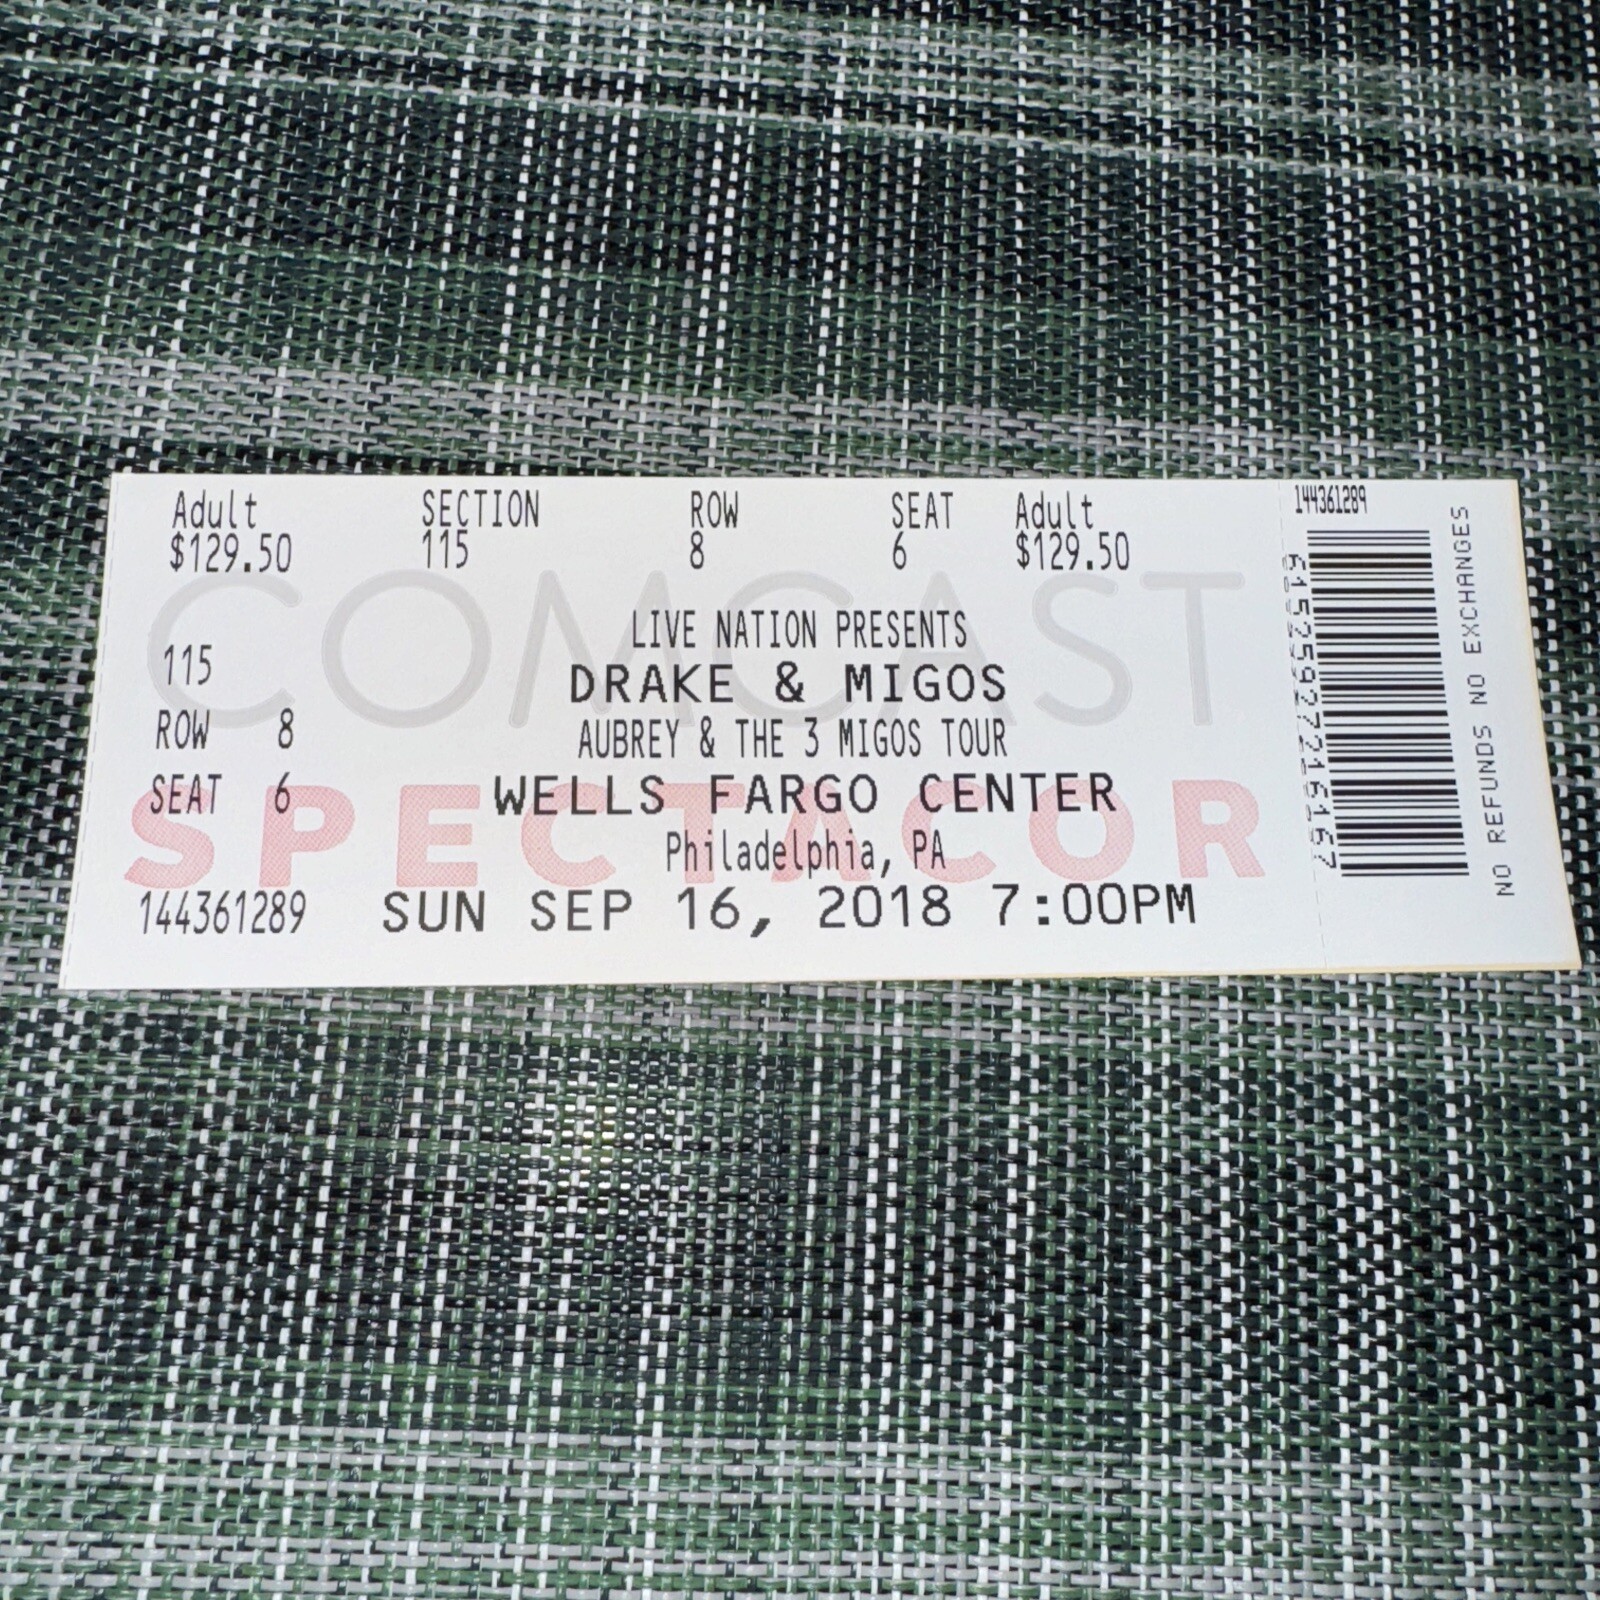 Adult SECTION ROW SEAT Adult
$129.50 115 8 6 $129.50
COMCAST
SPECTACOR
115
ROW 8
SEAT 6
144361289
LIVE NATION PRESENTS
DRAKE & MIGOS
AUBREY & THE 3 MIGOS TOUR
WELLS FARGO CENTER
Philadelphia, PA
SUN SEP 16, 2018 7:00PM
144361289
615259272161167
NO REFUNDS NO EXCHANGES